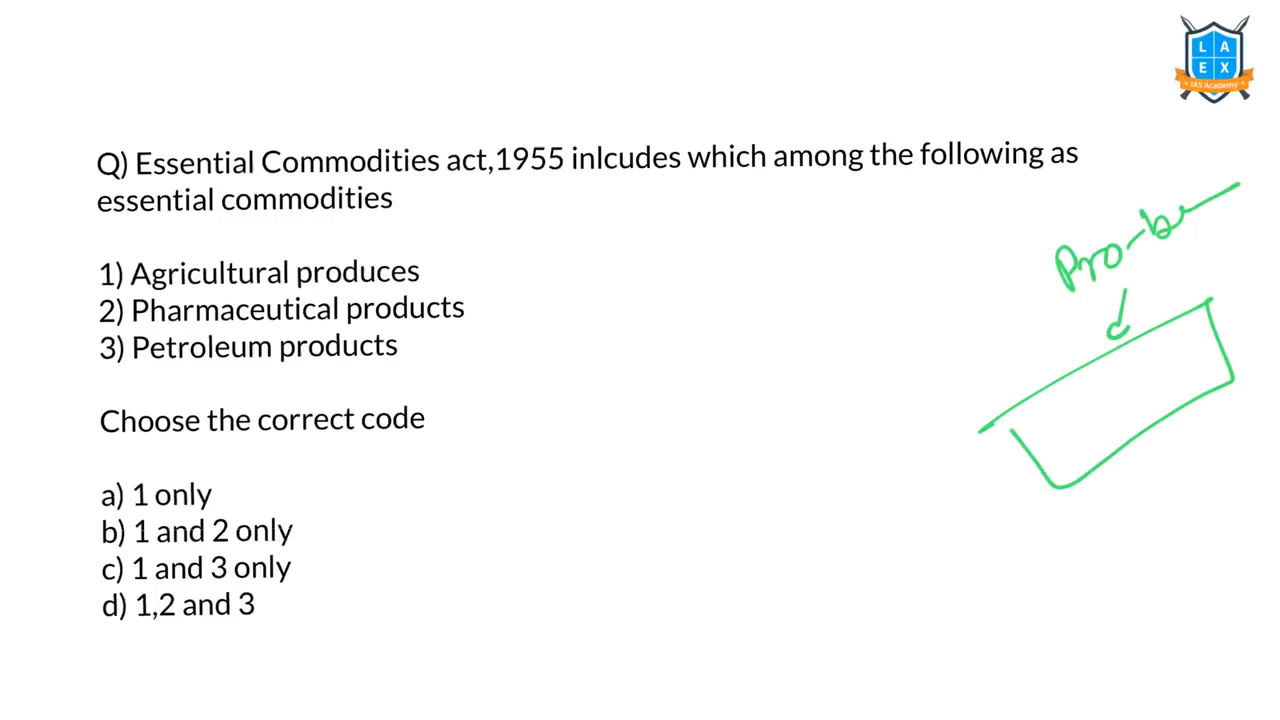 L A
E X
IAS Academy
Q) Essential Commodities act,1955 inlcudes which among the following as
essential commodities
1) Agricultural produces
2) Pharmaceutical products
3) Petroleum products
Choose the correct code
a) 1 only
b) 1 and 2 only
c) 1 and 3 only
d) 1,2 and 3